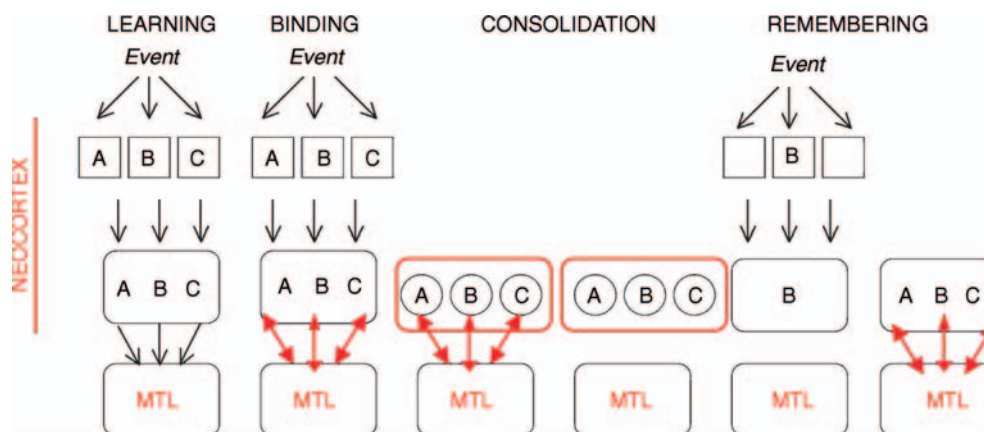 LEARNING BINDING CONSOLIDATION REMEMBERING
Event Event Event
A B C A B C B
NEOCORTEX
A B C A B C A B C A B C B A B C
MTL MTL MTL MTL MTL MTL